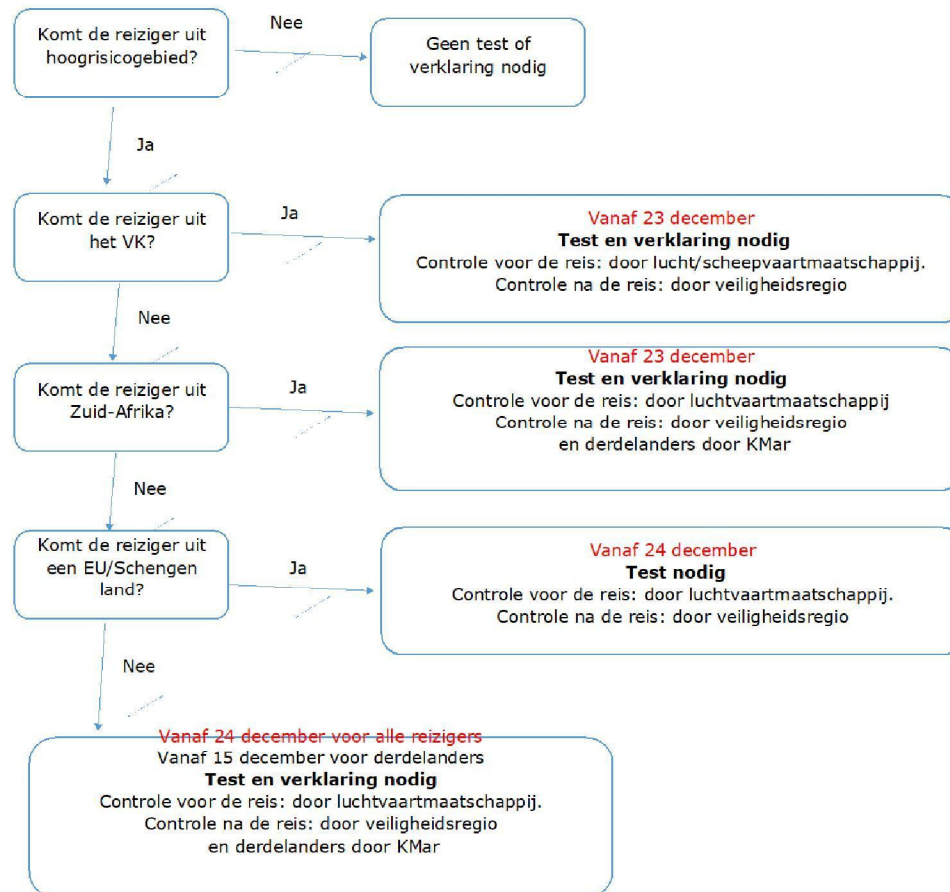 Komt de reiziger uit
hoogrisicogebied?
Nee
Geen test of
verklaring nodig
Ja
Komt de reiziger uit
het VK?
Ja
Vanaf 23 december
Test en verklaring nodig
Controle voor de reis: door lucht/scheepvaartmaatschappij.
Controle na de reis: door veiligheidsregio
Nee
Komt de reiziger uit
Zuid-Afrika?
Ja
Vanaf 23 december
Test en verklaring nodig
Controle voor de reis: door luchtvaartmaatschappij
Controle na de reis: door veiligheidsregio
en derdelanders door KMar
Nee
Komt de reiziger uit
een EU/Schengen
land?
Ja
Vanaf 24 december
Test nodig
Controle voor de reis: door luchtvaartmaatschappij.
Controle na de reis: door veiligheidsregio
Nee
Vanaf 24 december voor alle reizigers
Vanaf 15 december voor derdelanders
Test en verklaring nodig
Controle voor de reis: door luchtvaartmaatschappij.
Controle na de reis: door veiligheidsregio
en derdelanders door KMar